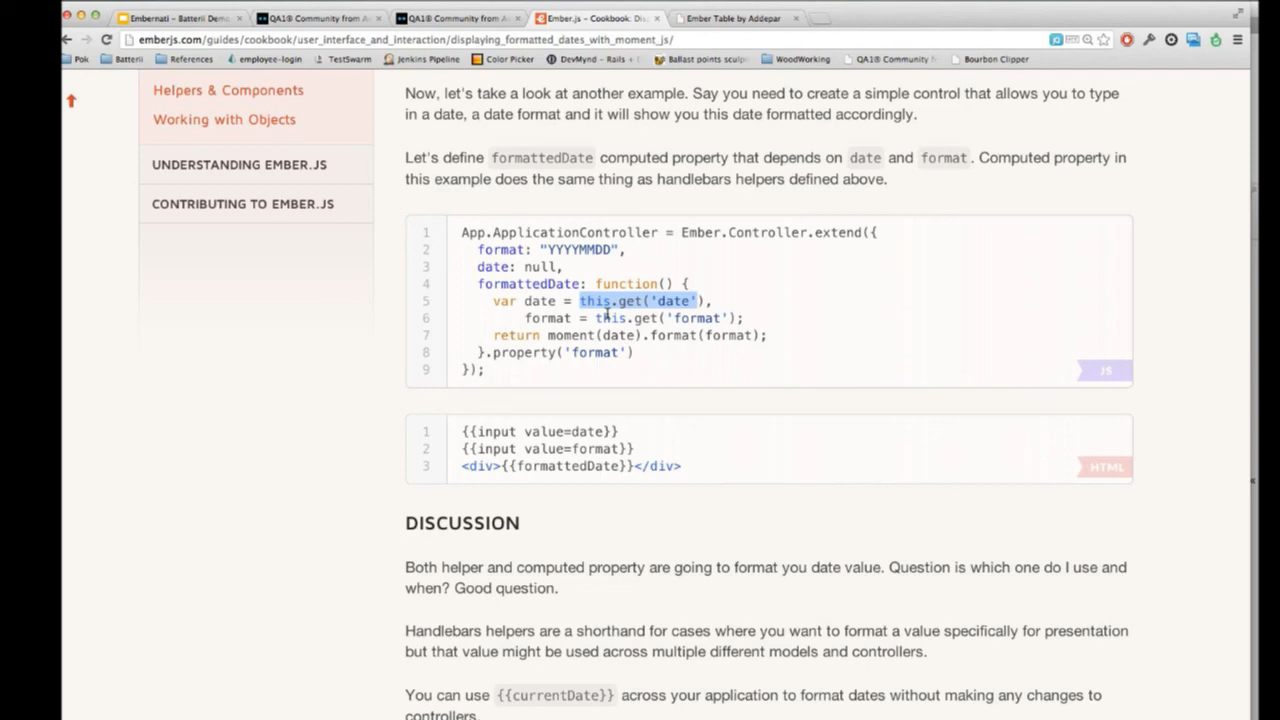 Embernati – Batterii Demo
QA1® Community from A
QA1® Community from A
Ember.js – Cookbook: Dis
Ember Table by Addepar
emberjs.com/guides/cookbook/user_interface_and_interaction/displaying_formatted_dates_with_moment_js/
Pok
Batterii
References
employee-login
TestSwarm
Jenkins Pipeline
Color Picker
DevMynd - Rails +
Ballast points sculp
WoodWorking
QA1® Community f
Bourbon Clipper
Helpers & Components
Working with Objects
UNDERSTANDING EMBER.JS
CONTRIBUTING TO EMBER.JS
Now, let's take a look at another example. Say you need to create a simple control that allows you to type
in a date, a date format and it will show you this date formatted accordingly.
Let's define formattedDate computed property that depends on date and format. Computed property in
this example does the same thing as handlebars helpers defined above.
1 App.ApplicationController = Ember.Controller.extend({
2 format: "YYYYMMDD",
3 date: null,
4 formattedDate: function() {
5 var date = this.get('date'),
6 format = this.get('format');
7 return moment(date).format(format);
8 }.property('format')
9 });
JS
1 {{input value=date}}
2 {{input value=format}}
3 <div>{{formattedDate}}</div>
HTML
DISCUSSION
Both helper and computed property are going to format you date value. Question is which one do I use and
when? Good question.
Handlebars helpers are a shorthand for cases where you want to format a value specifically for presentation
but that value might be used across multiple different models and controllers.
You can use {{currentDate}} across your application to format dates without making any changes to
controllers.